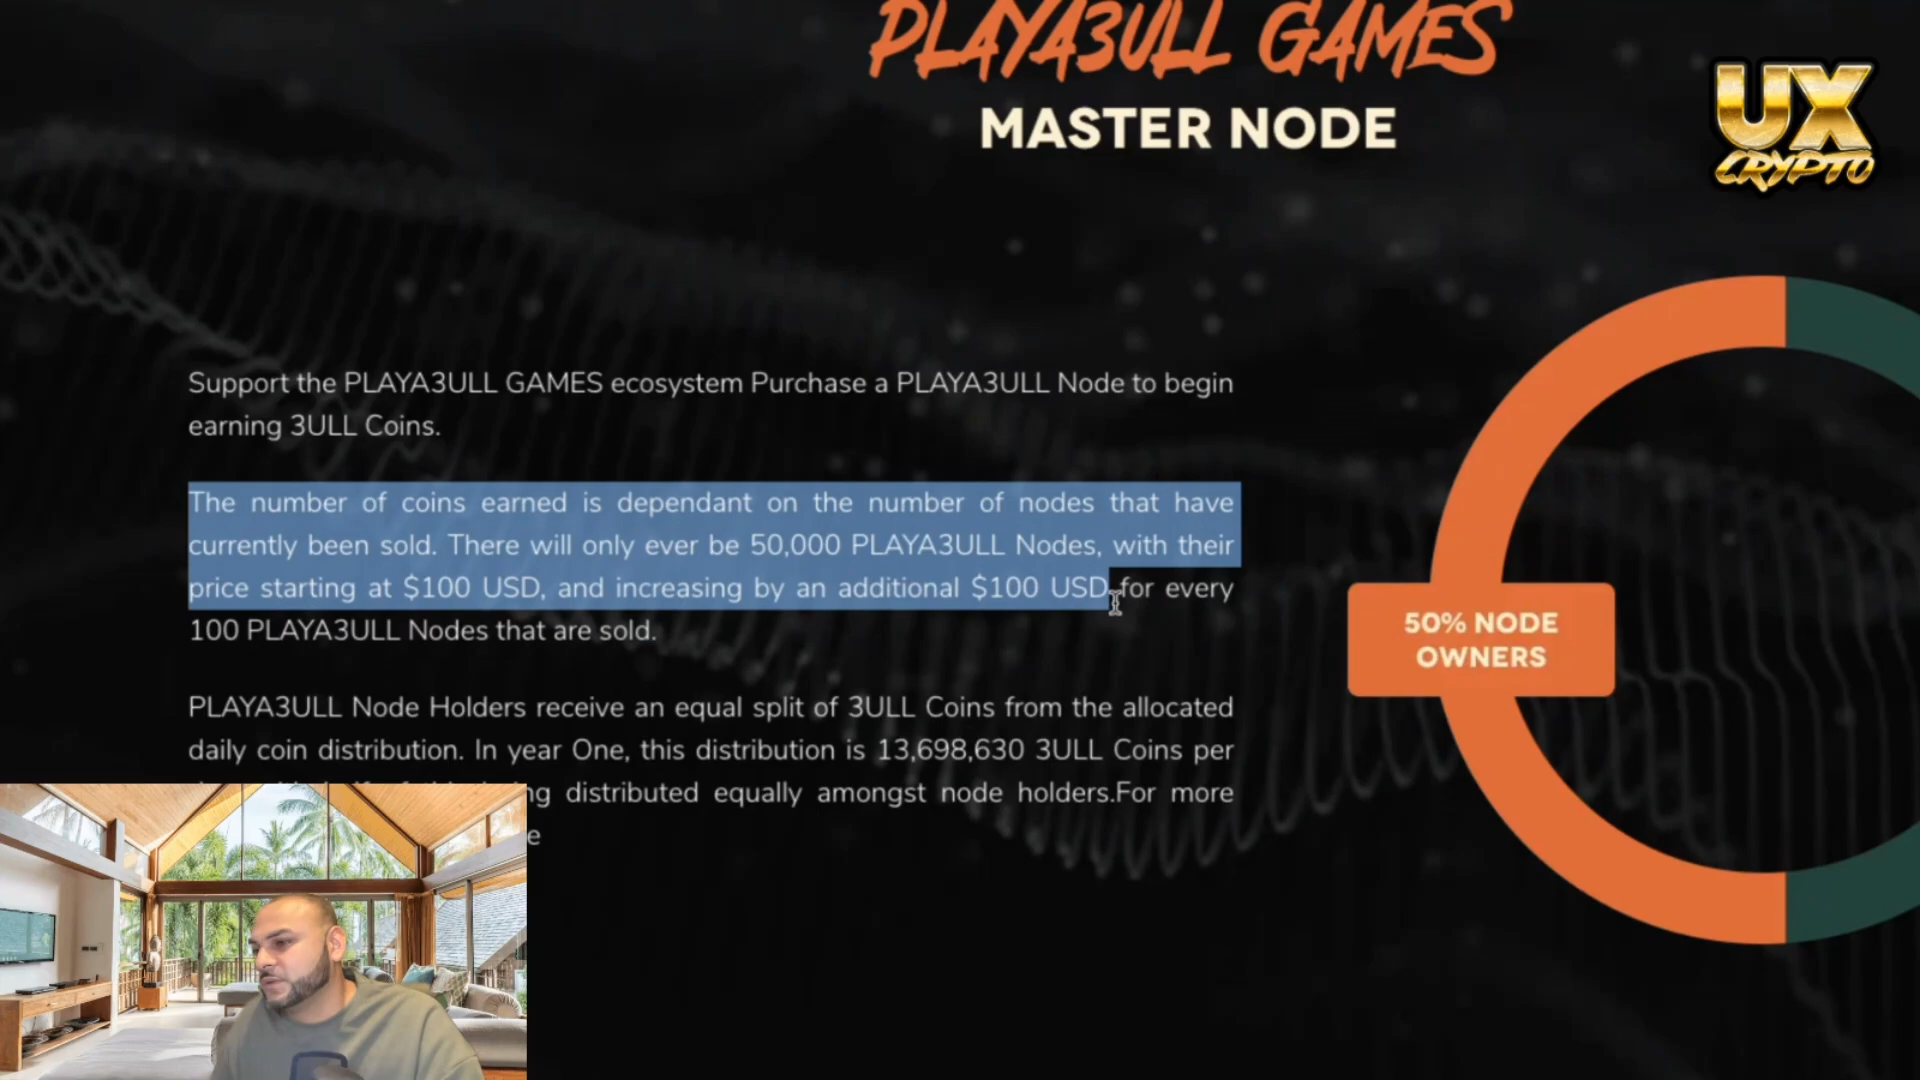 PLAYA3ULL GAMES
MASTER NODE
UX
CRYPTO
Support the PLAYA3ULL GAMES ecosystem Purchase a PLAYA3ULL Node to begin
earning 3ULL Coins.
The number of coins earned is dependant on the number of nodes that have
currently been sold. There will only ever be 50,000 PLAYA3ULL Nodes, with their
price starting at $100 USD, and increasing by an additional $100 USD for every
100 PLAYA3ULL Nodes that are sold.
50% NODE
OWNERS
PLAYA3ULL Node Holders receive an equal split of 3ULL Coins from the allocated
daily coin distribution. In year One, this distribution is 13,698,630 3ULL Coins per
distributed equally amongst node holders.For more